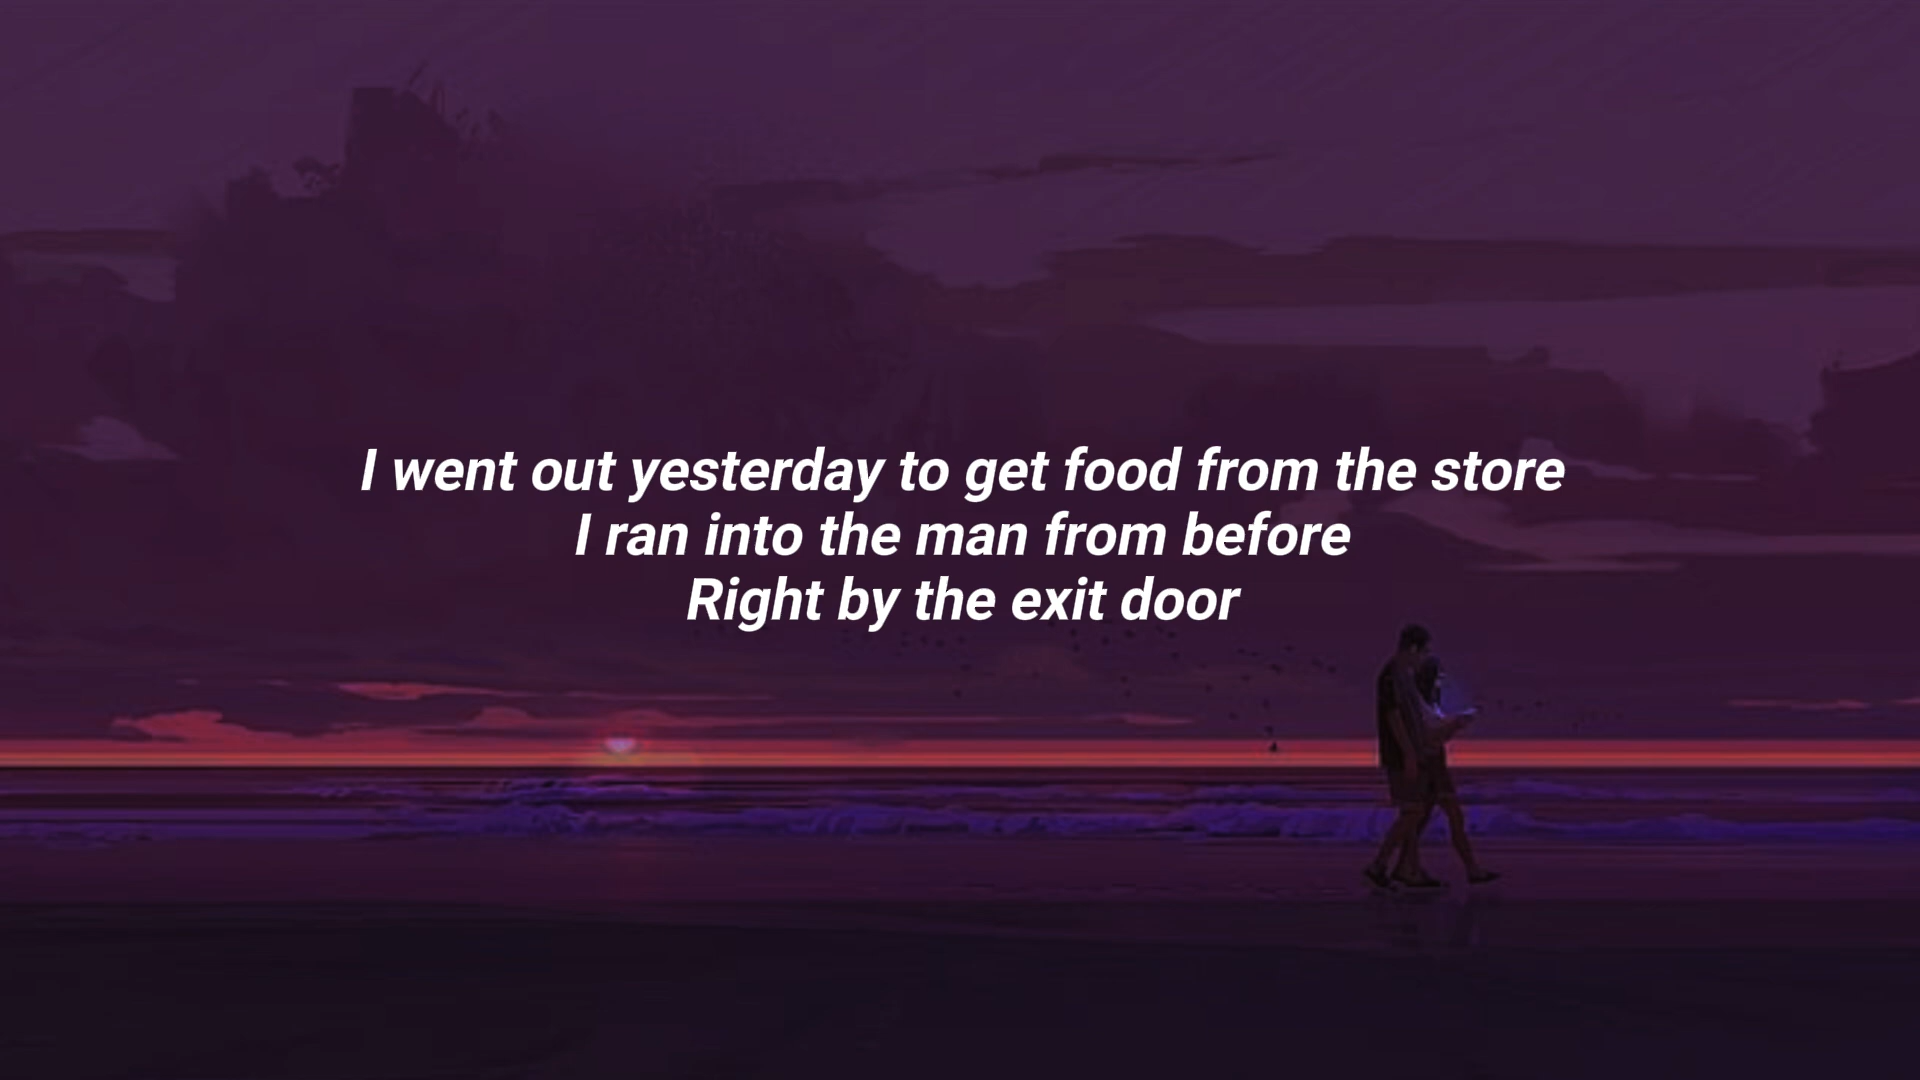 I went out yesterday to get food from the store
I ran into the man from before
Right by the exit door